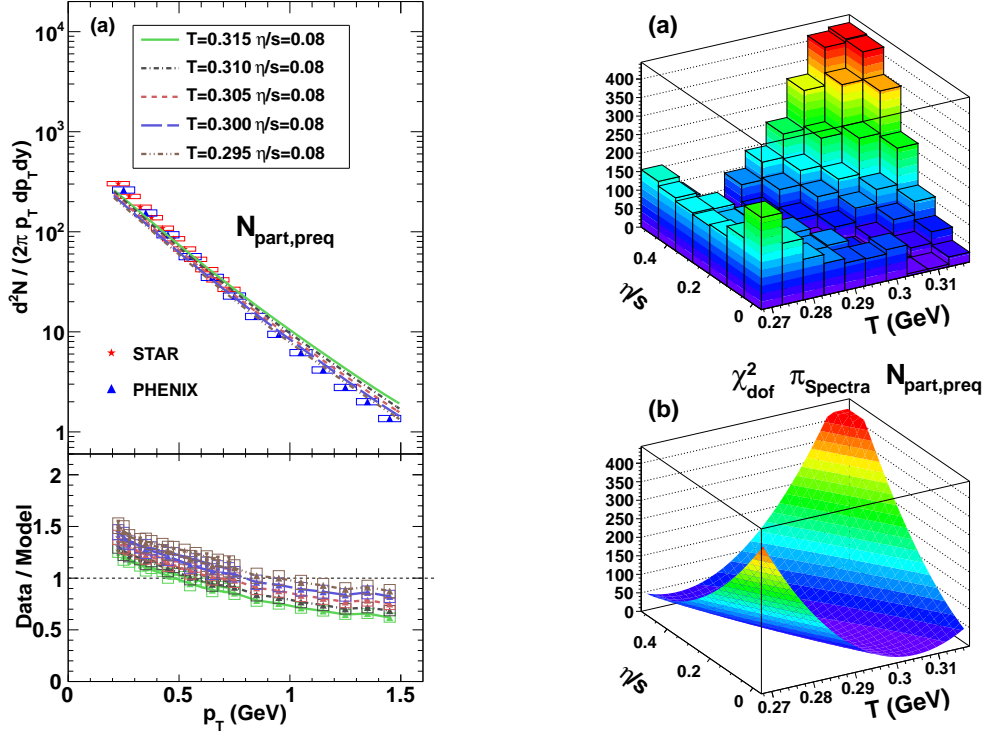 (a)
T=0.315 η/s=0.08
T=0.310 η/s=0.08
T=0.305 η/s=0.08
T=0.300 η/s=0.08
T=0.295 η/s=0.08
N_part,preq
STAR
PHENIX
d²N / (2π p_T dp_T dy)
10⁴
10³
10²
10
1
Data / Model
2
1.5
1
0.5
0
0
0.5
1
1.5
p_T (GeV)
(a)
400
350
300
250
200
150
100
50
0
0.4
0.2
0
η/s
0.27
0.28
0.29
0.3
0.31
T (GeV)
χ²_dof π_Spectra N_part,preq
(b)
400
350
300
250
200
150
100
50
0
0.4
0.2
0
η/s
0.27
0.28
0.29
0.3
0.31
T (GeV)